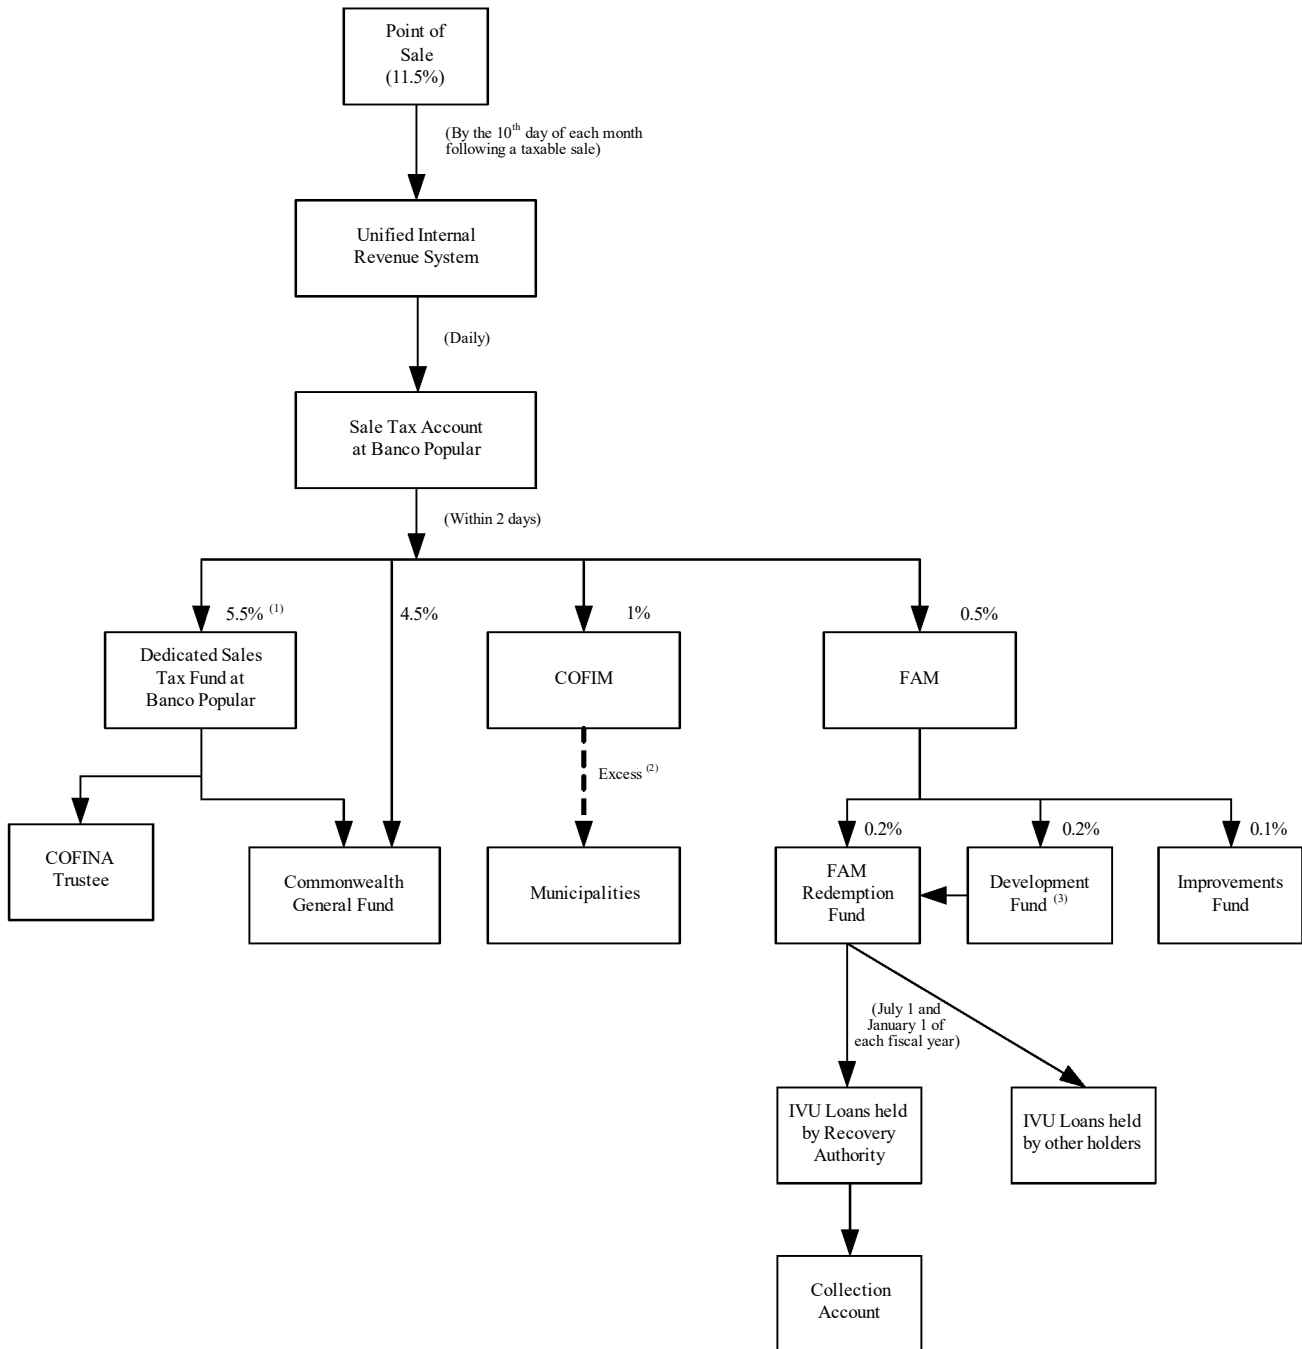 Point of
Sale
(11.5%)
(By the 10th day of each month
following a taxable sale)
Unified Internal
Revenue System
(Daily)
Sale Tax Account
at Banco Popular
(Within 2 days)
5.5% (1)
4.5%
1%
0.5%
Dedicated Sales
Tax Fund at
Banco Popular
COFIM
FAM
Excess (2)
0.2%
0.2%
0.1%
COFINA
Trustee
Commonwealth
General Fund
Municipalities
FAM
Redemption
Fund
Development
Fund (3)
Improvements
Fund
(July 1 and
January 1 of
each fiscal year)
IVU Loans held
by Recovery
Authority
IVU Loans held
by other holders
Collection
Account